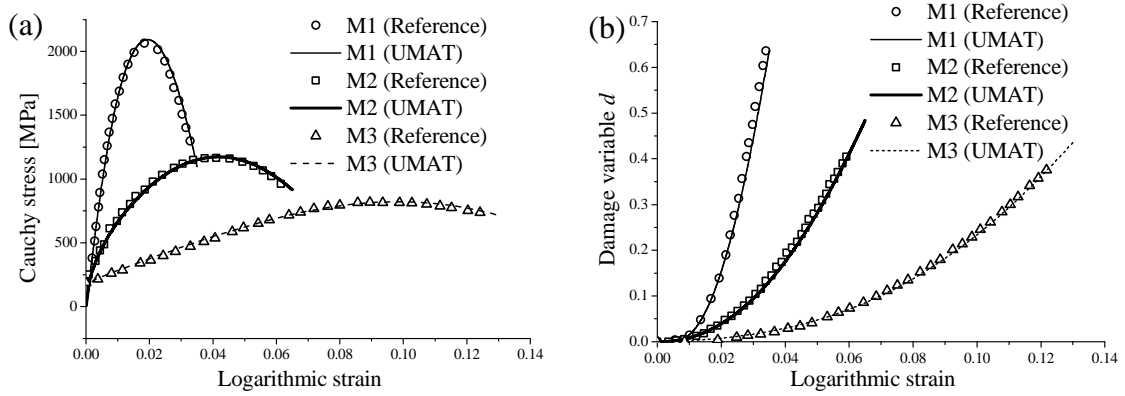 (a)
M1 (Reference)
M1 (UMAT)
M2 (Reference)
M2 (UMAT)
M3 (Reference)
M3 (UMAT)
Cauchy stress [MPa]
2000
1500
1000
500
0
0.00 0.02 0.04 0.06 0.08 0.10 0.12 0.14
Logarithmic strain
(b)
M1 (Reference)
M1 (UMAT)
M2 (Reference)
M2 (UMAT)
M3 (Reference)
M3 (UMAT)
Damage variable d
0.7
0.6
0.5
0.4
0.3
0.2
0.1
0.0
0.00 0.02 0.04 0.06 0.08 0.10 0.12 0.14
Logarithmic strain